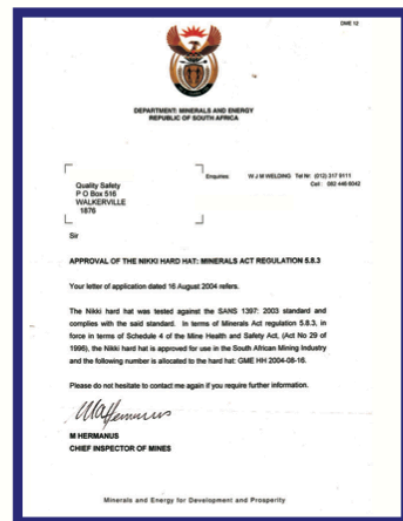 DME 12
DEPARTMENT: MINERALS AND ENERGY
REPUBLIC OF SOUTH AFRICA
Enquiries: W J M WELDING Tel Nr: (012) 317 9111
Cell: 082 446 6042
Quality Safety
P O Box 516
WALKERVILLE
1876
Sir
APPROVAL OF THE NIKKI HARD HAT: MINERALS ACT REGULATION 5.8.3
Your letter of application dated 16 August 2004 refers.
The Nikki hard hat was tested against the SANS 1397: 2003 standard and
complies with the said standard. In terms of Minerals Act regulation 5.8.3, in
force in terms of Schedule 4 of the Mine Health and Safety Act, (Act No 29 of
1996), the Nikki hard hat is approved for use in the South African Mining Industry
and the following number is allocated to the hard hat: GME HH 2004-08-16.
Please do not hesitate to contact me again if you require further information.
M HERMANUS
CHIEF INSPECTOR OF MINES
Minerals and Energy for Development and Prosperity